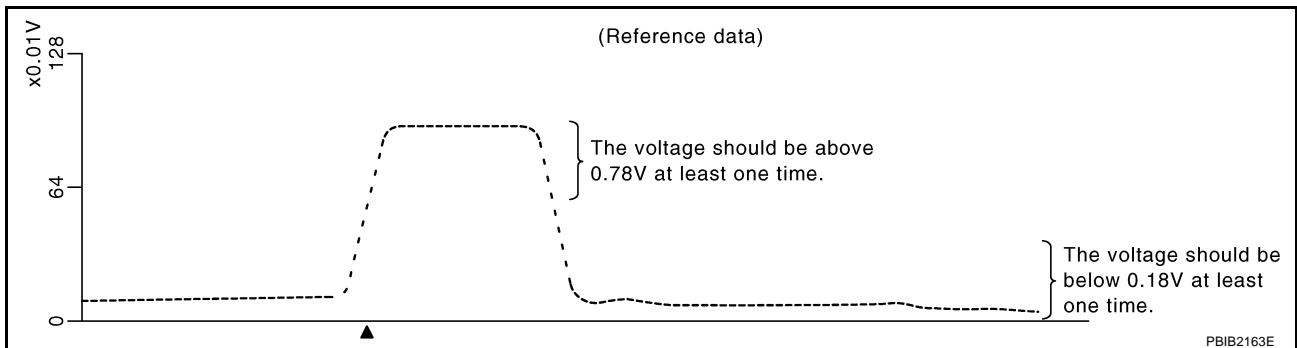 (Reference data)
x0.01V
128
64
0
The voltage should be above
0.78V at least one time.
The voltage should be
below 0.18V at least
one time.
PBIB2163E